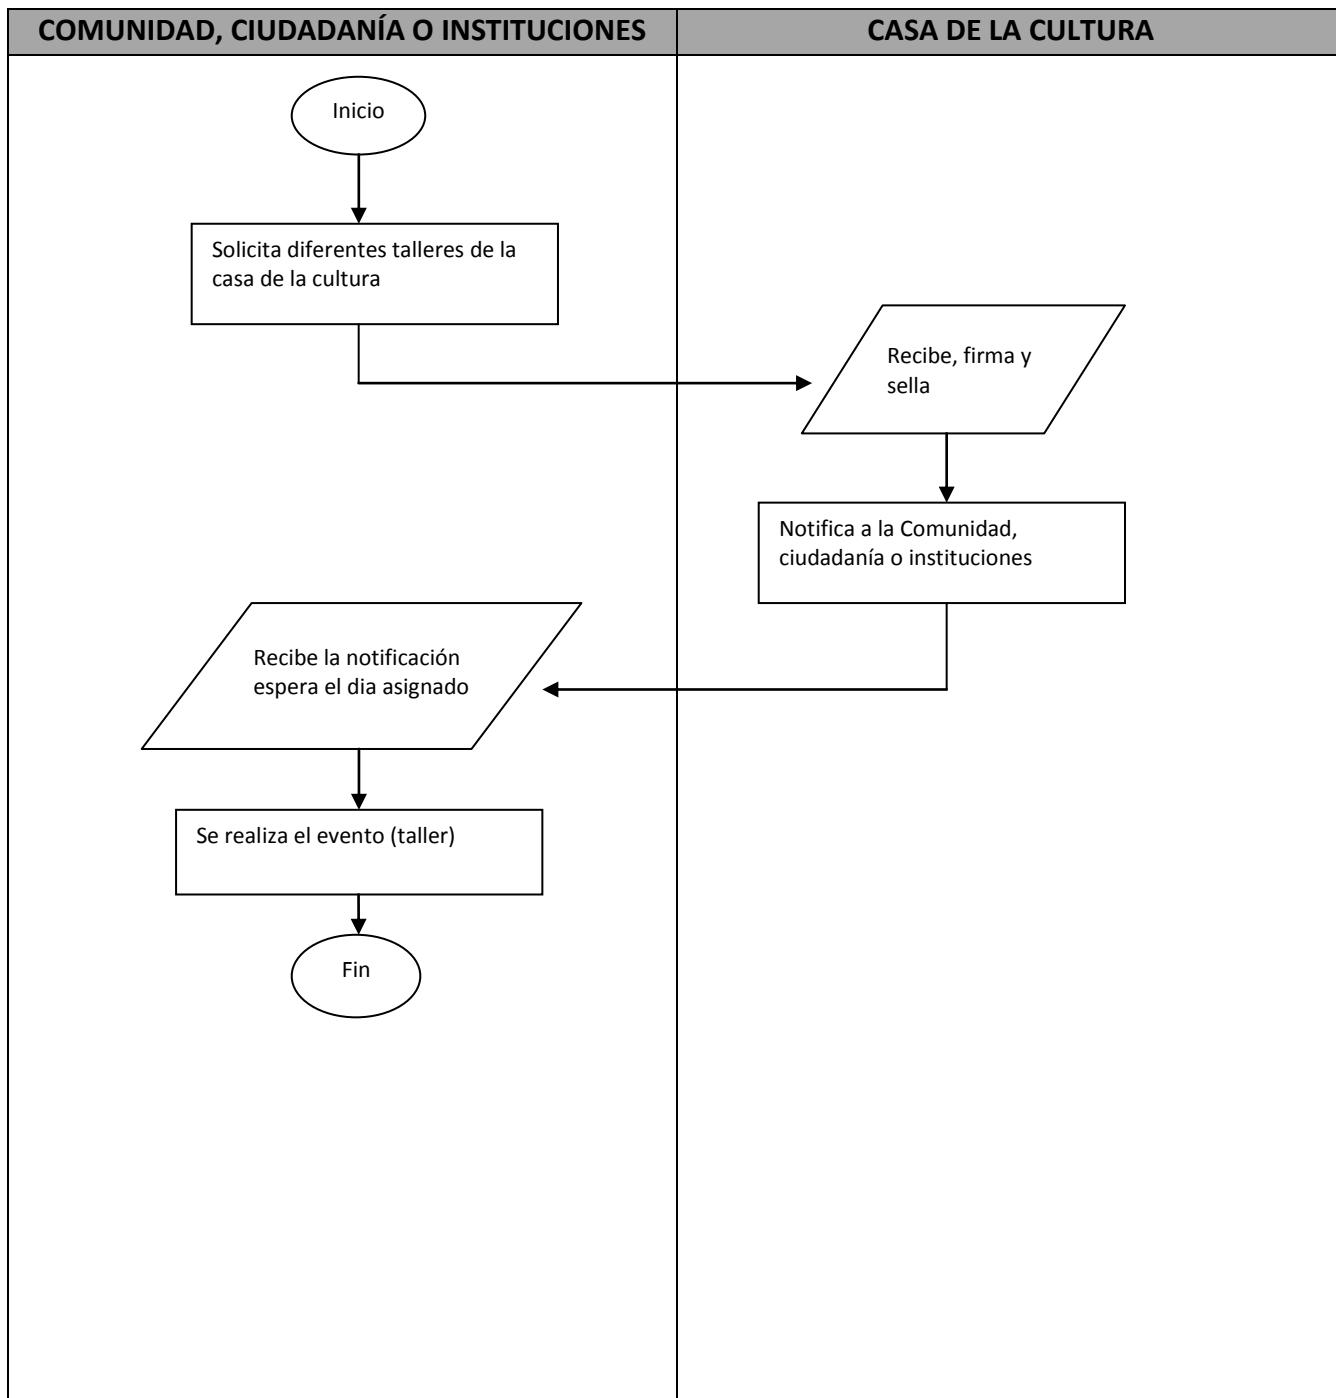 COMUNIDAD, CIUDADANÍA O INSTITUCIONES
CASA DE LA CULTURA
Inicio
Solicita diferentes talleres de la
casa de la cultura
Recibe, firma y
sella
Notifica a la Comunidad,
ciudadanía o instituciones
Recibe la notificación
espera el dia asignado
Se realiza el evento (taller)
Fin